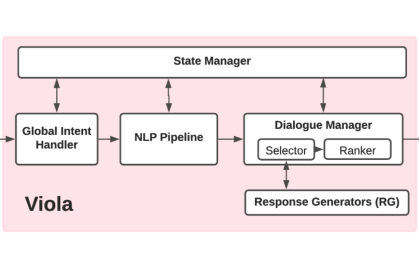 State Manager
Global Intent
Handler
NLP Pipeline
Dialogue Manager
Selector
Ranker
Response Generators (RG)
Viola